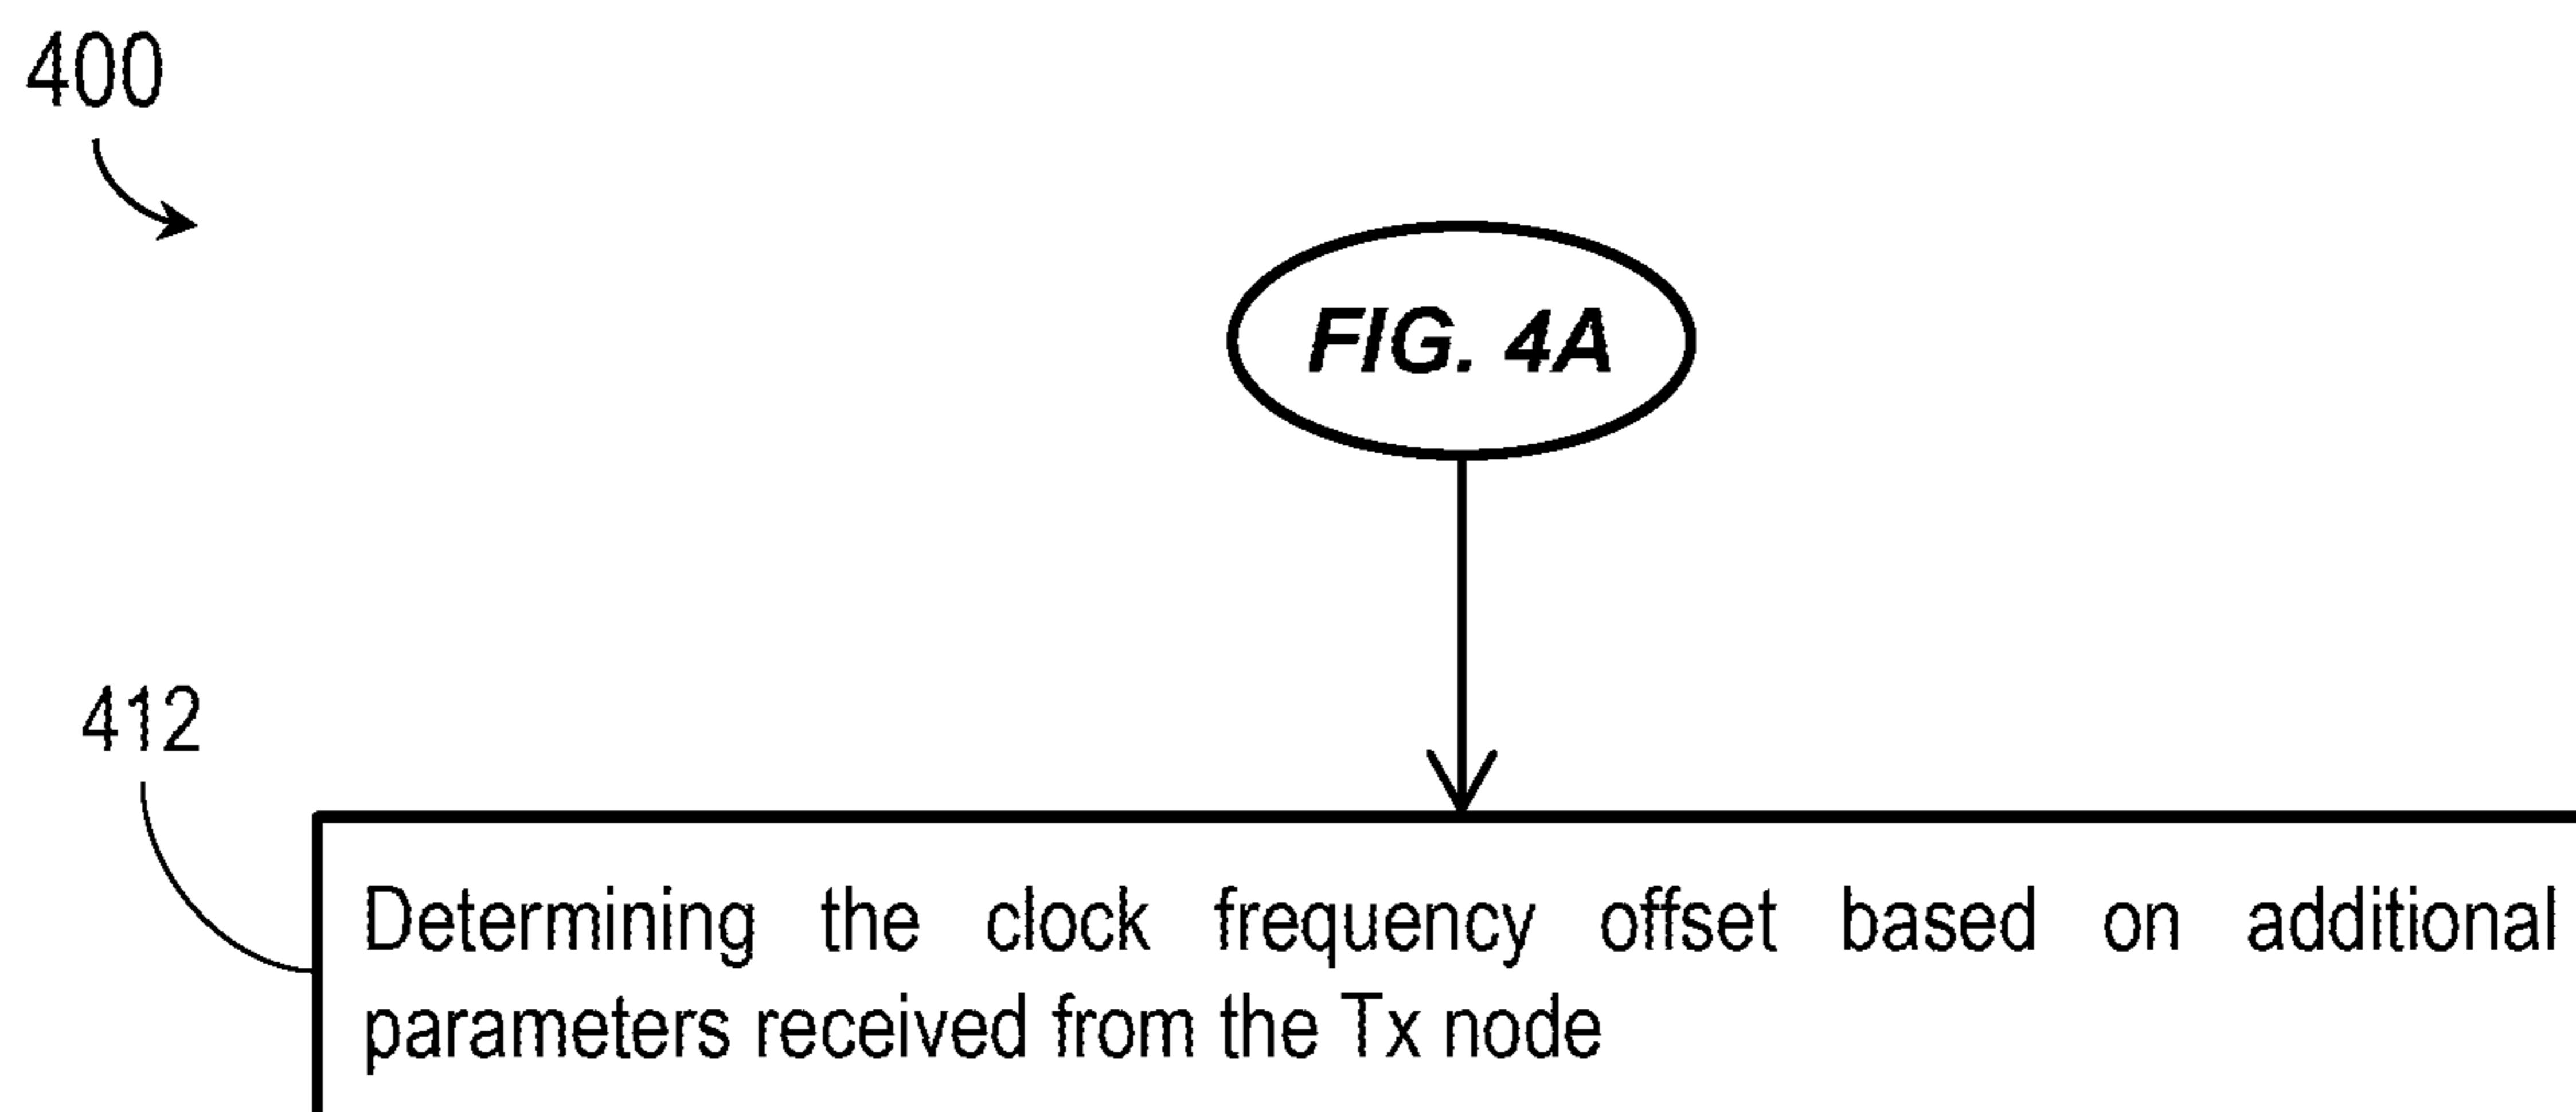 400
FIG. 4A
412
Determining the clock frequency offset based on additional
parameters received from the Tx node